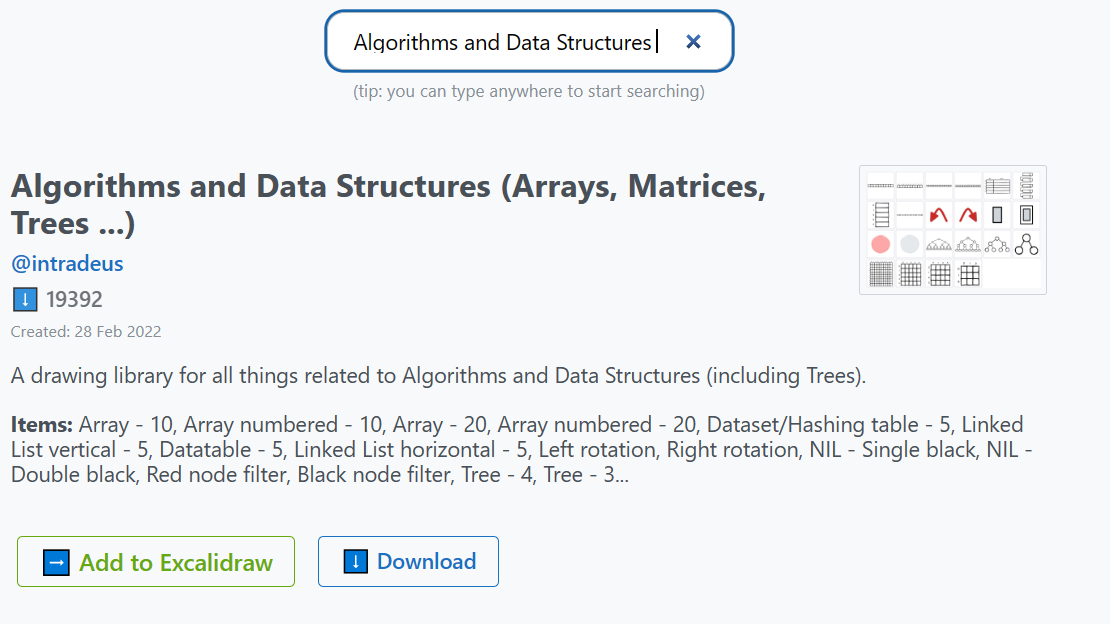 Algorithms and Data Structures
(tip: you can type anywhere to start searching)
Algorithms and Data Structures (Arrays, Matrices,
Trees ...)
@intradeus
19392
Created: 28 Feb 2022
A drawing library for all things related to Algorithms and Data Structures (including Trees).
Items: Array - 10, Array numbered - 10, Array - 20, Array numbered - 20, Dataset/Hashing table - 5, Linked
List vertical - 5, Datatable - 5, Linked List horizontal - 5, Left rotation, Right rotation, NIL - Single black, NIL -
Double black, Red node filter, Black node filter, Tree - 4, Tree - 3...
Add to Excalidraw
Download